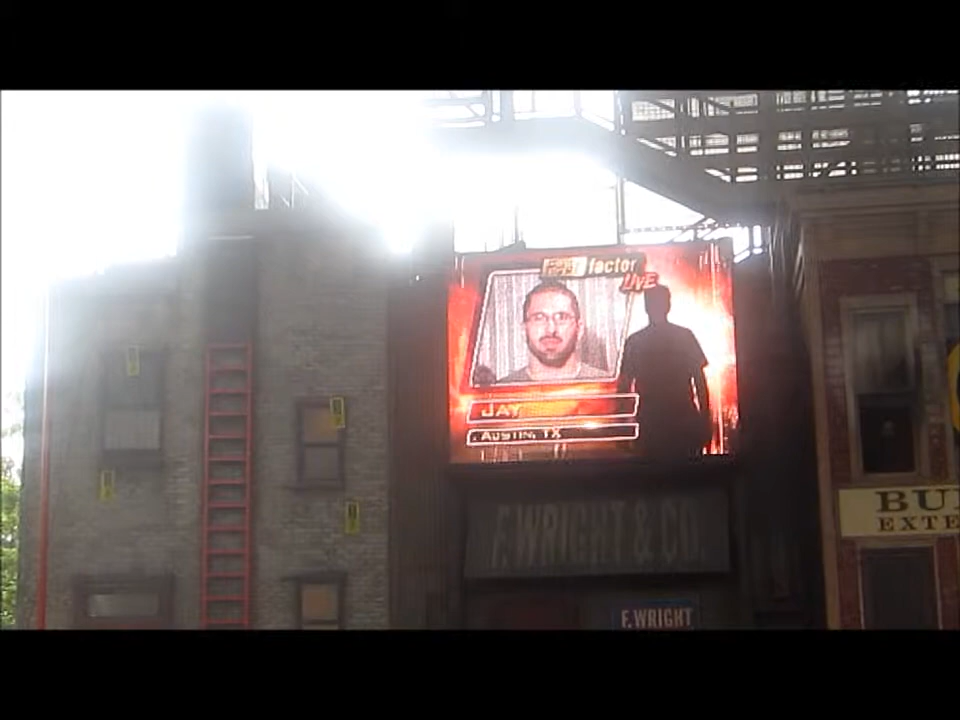 factor
LIVE
JAY
AUSTIN, TX
F. WRIGHT & CO.
F. WRIGHT
BU
EXTE